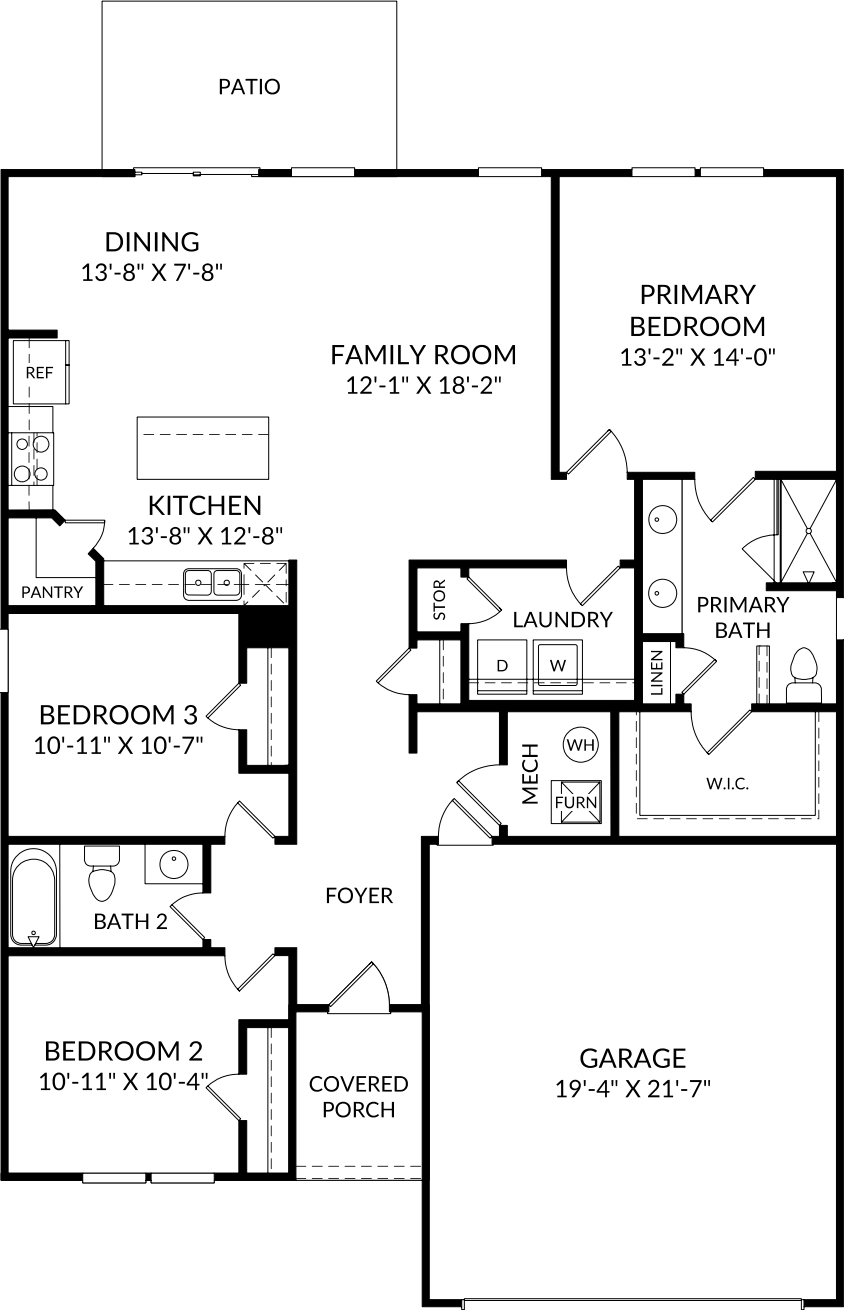 PATIO
DINING
13'-8" X 7'-8"
PRIMARY
BEDROOM
13'-2" X 14'-0"
FAMILY ROOM
12'-1" X 18'-2"
REF
KITCHEN
13'-8" X 12'-8"
PANTRY
STOR
LAUNDRY
PRIMARY
BATH
D
W
LINEN
BEDROOM 3
10'-11" X 10'-7"
MECH
WH
FURN
W.I.C.
BATH 2
FOYER
BEDROOM 2
10'-11" X 10'-4"
COVERED
PORCH
GARAGE
19'-4" X 21'-7"